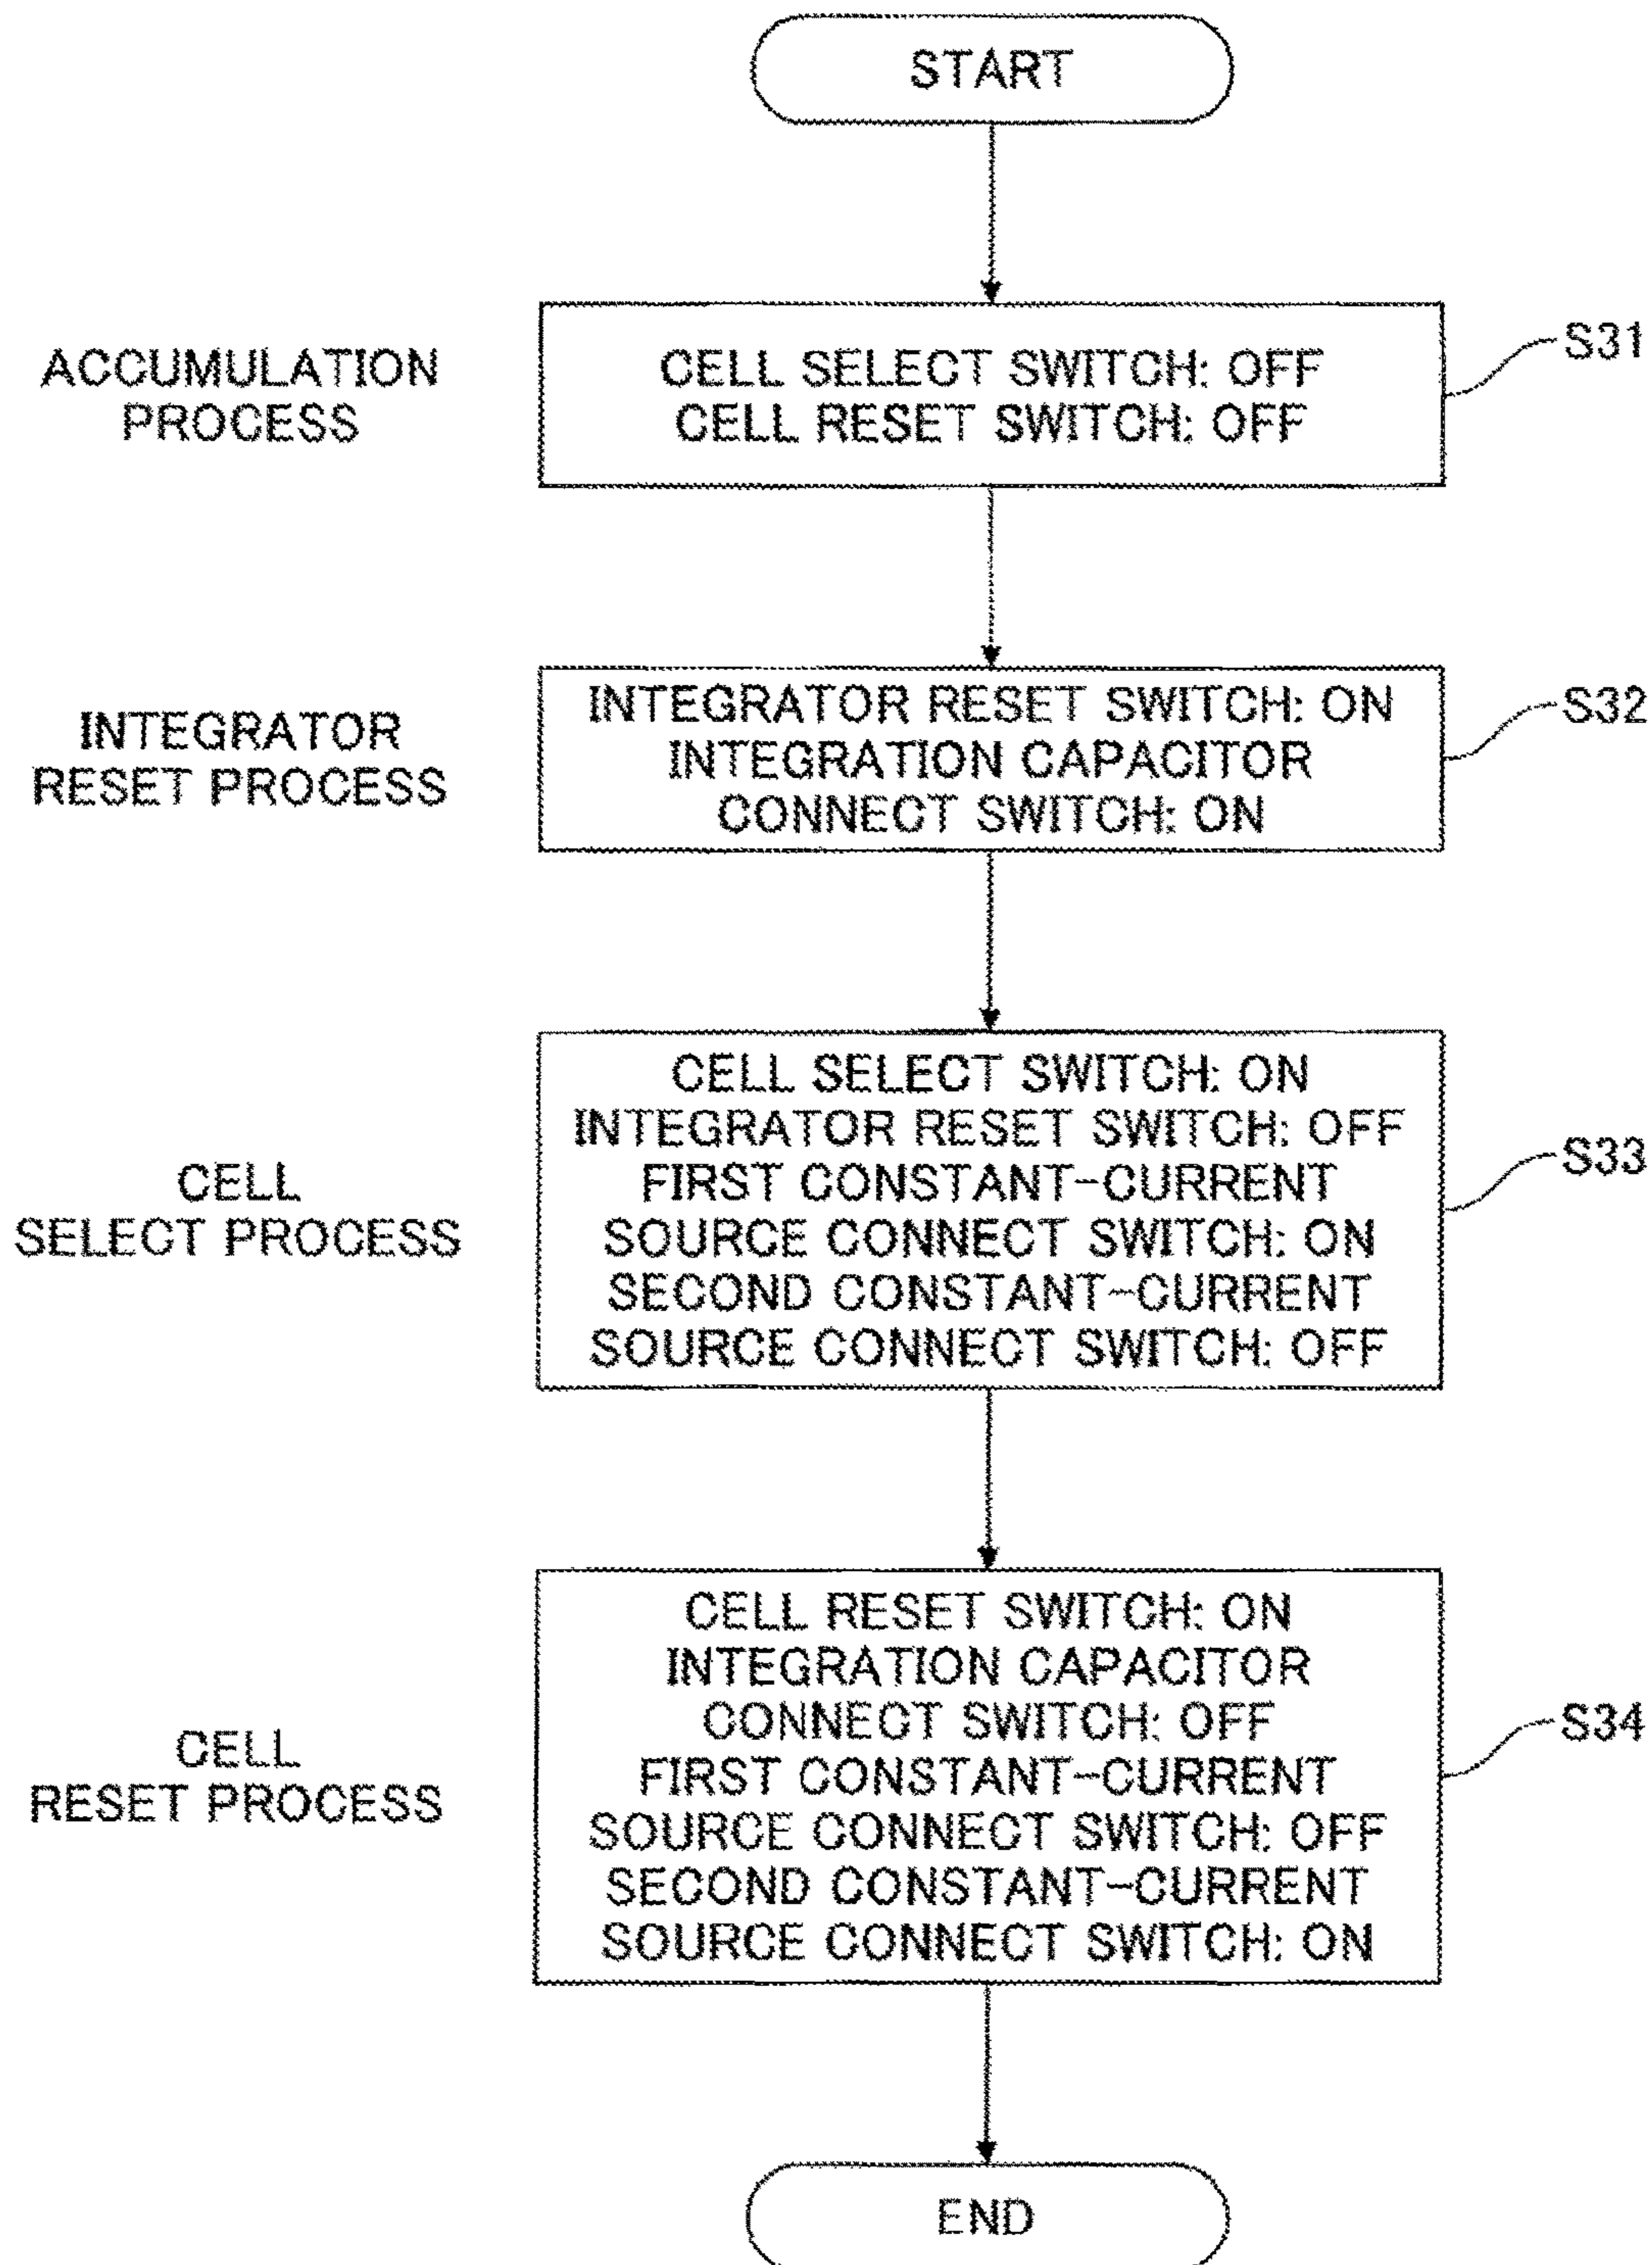 START
ACCUMULATION
PROCESS
CELL SELECT SWITCH: OFF
CELL RESET SWITCH: OFF
S31
INTEGRATOR
RESET PROCESS
INTEGRATOR RESET SWITCH: ON
INTEGRATION CAPACITOR
CONNECT SWITCH: ON
S32
CELL
SELECT PROCESS
CELL SELECT SWITCH: ON
INTEGRATOR RESET SWITCH: OFF
FIRST CONSTANT-CURRENT
SOURCE CONNECT SWITCH: ON
SECOND CONSTANT-CURRENT
SOURCE CONNECT SWITCH: OFF
S33
CELL
RESET PROCESS
CELL RESET SWITCH: ON
INTEGRATION CAPACITOR
CONNECT SWITCH: OFF
FIRST CONSTANT-CURRENT
SOURCE CONNECT SWITCH: OFF
SECOND CONSTANT-CURRENT
SOURCE CONNECT SWITCH: ON
S34
END